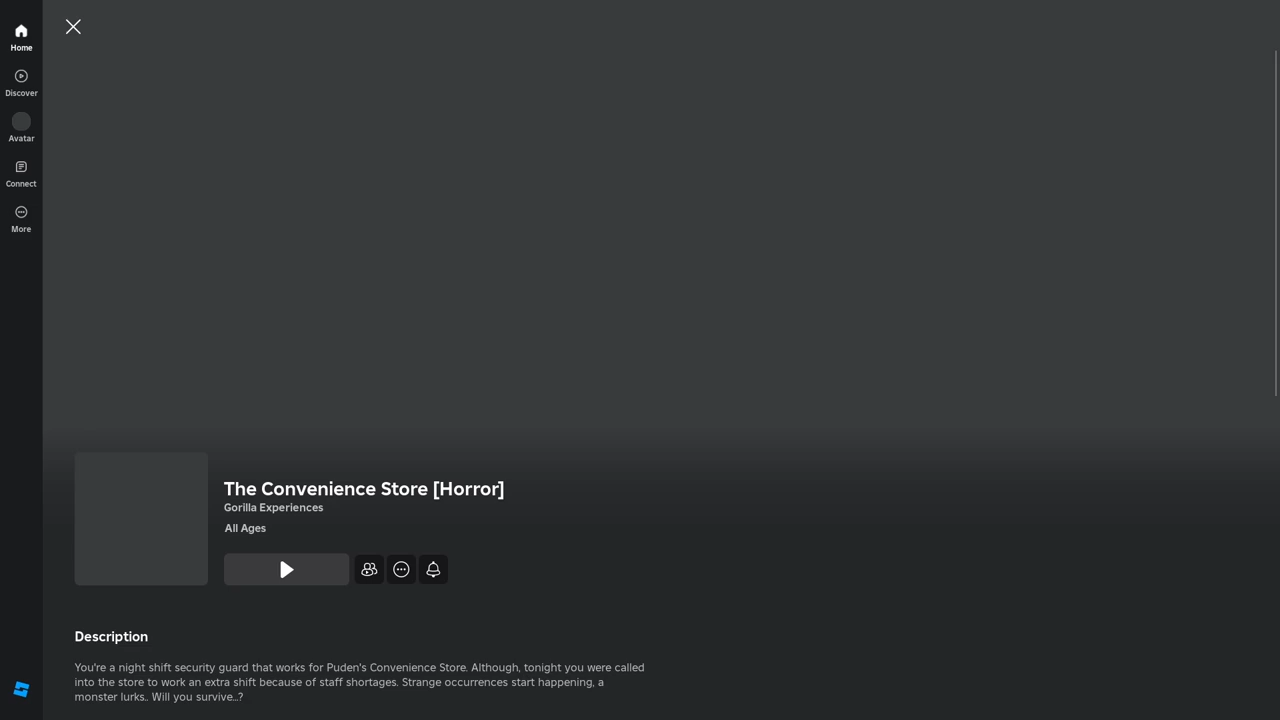 Home
Discover
Avatar
Connect
More
The Convenience Store [Horror]
Gorilla Experiences
All Ages
Description
You're a night shift security guard that works for Puden's Convenience Store. Although, tonight you were called
into the store to work an extra shift because of staff shortages. Strange occurrences start happening, a
monster lurks.. Will you survive...?